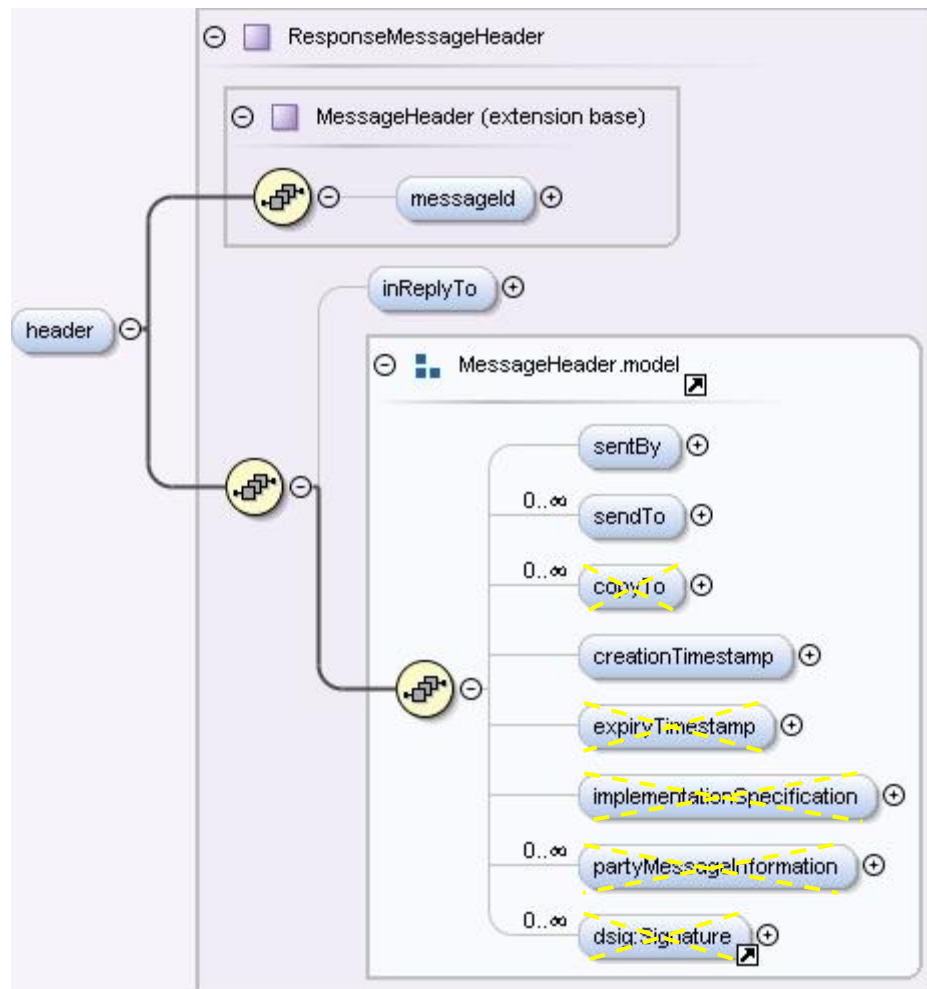 ResponseMessageHeader
MessageHeader (extension base)
messageId
inReplyTo
header
MessageHeader.model
sentBy
0..∞
sendTo
0..∞
copyTo
creationTimestamp
expiryTimestamp
implementationSpecification
0..∞
partyMessageInformation
0..∞
dsig:Signature